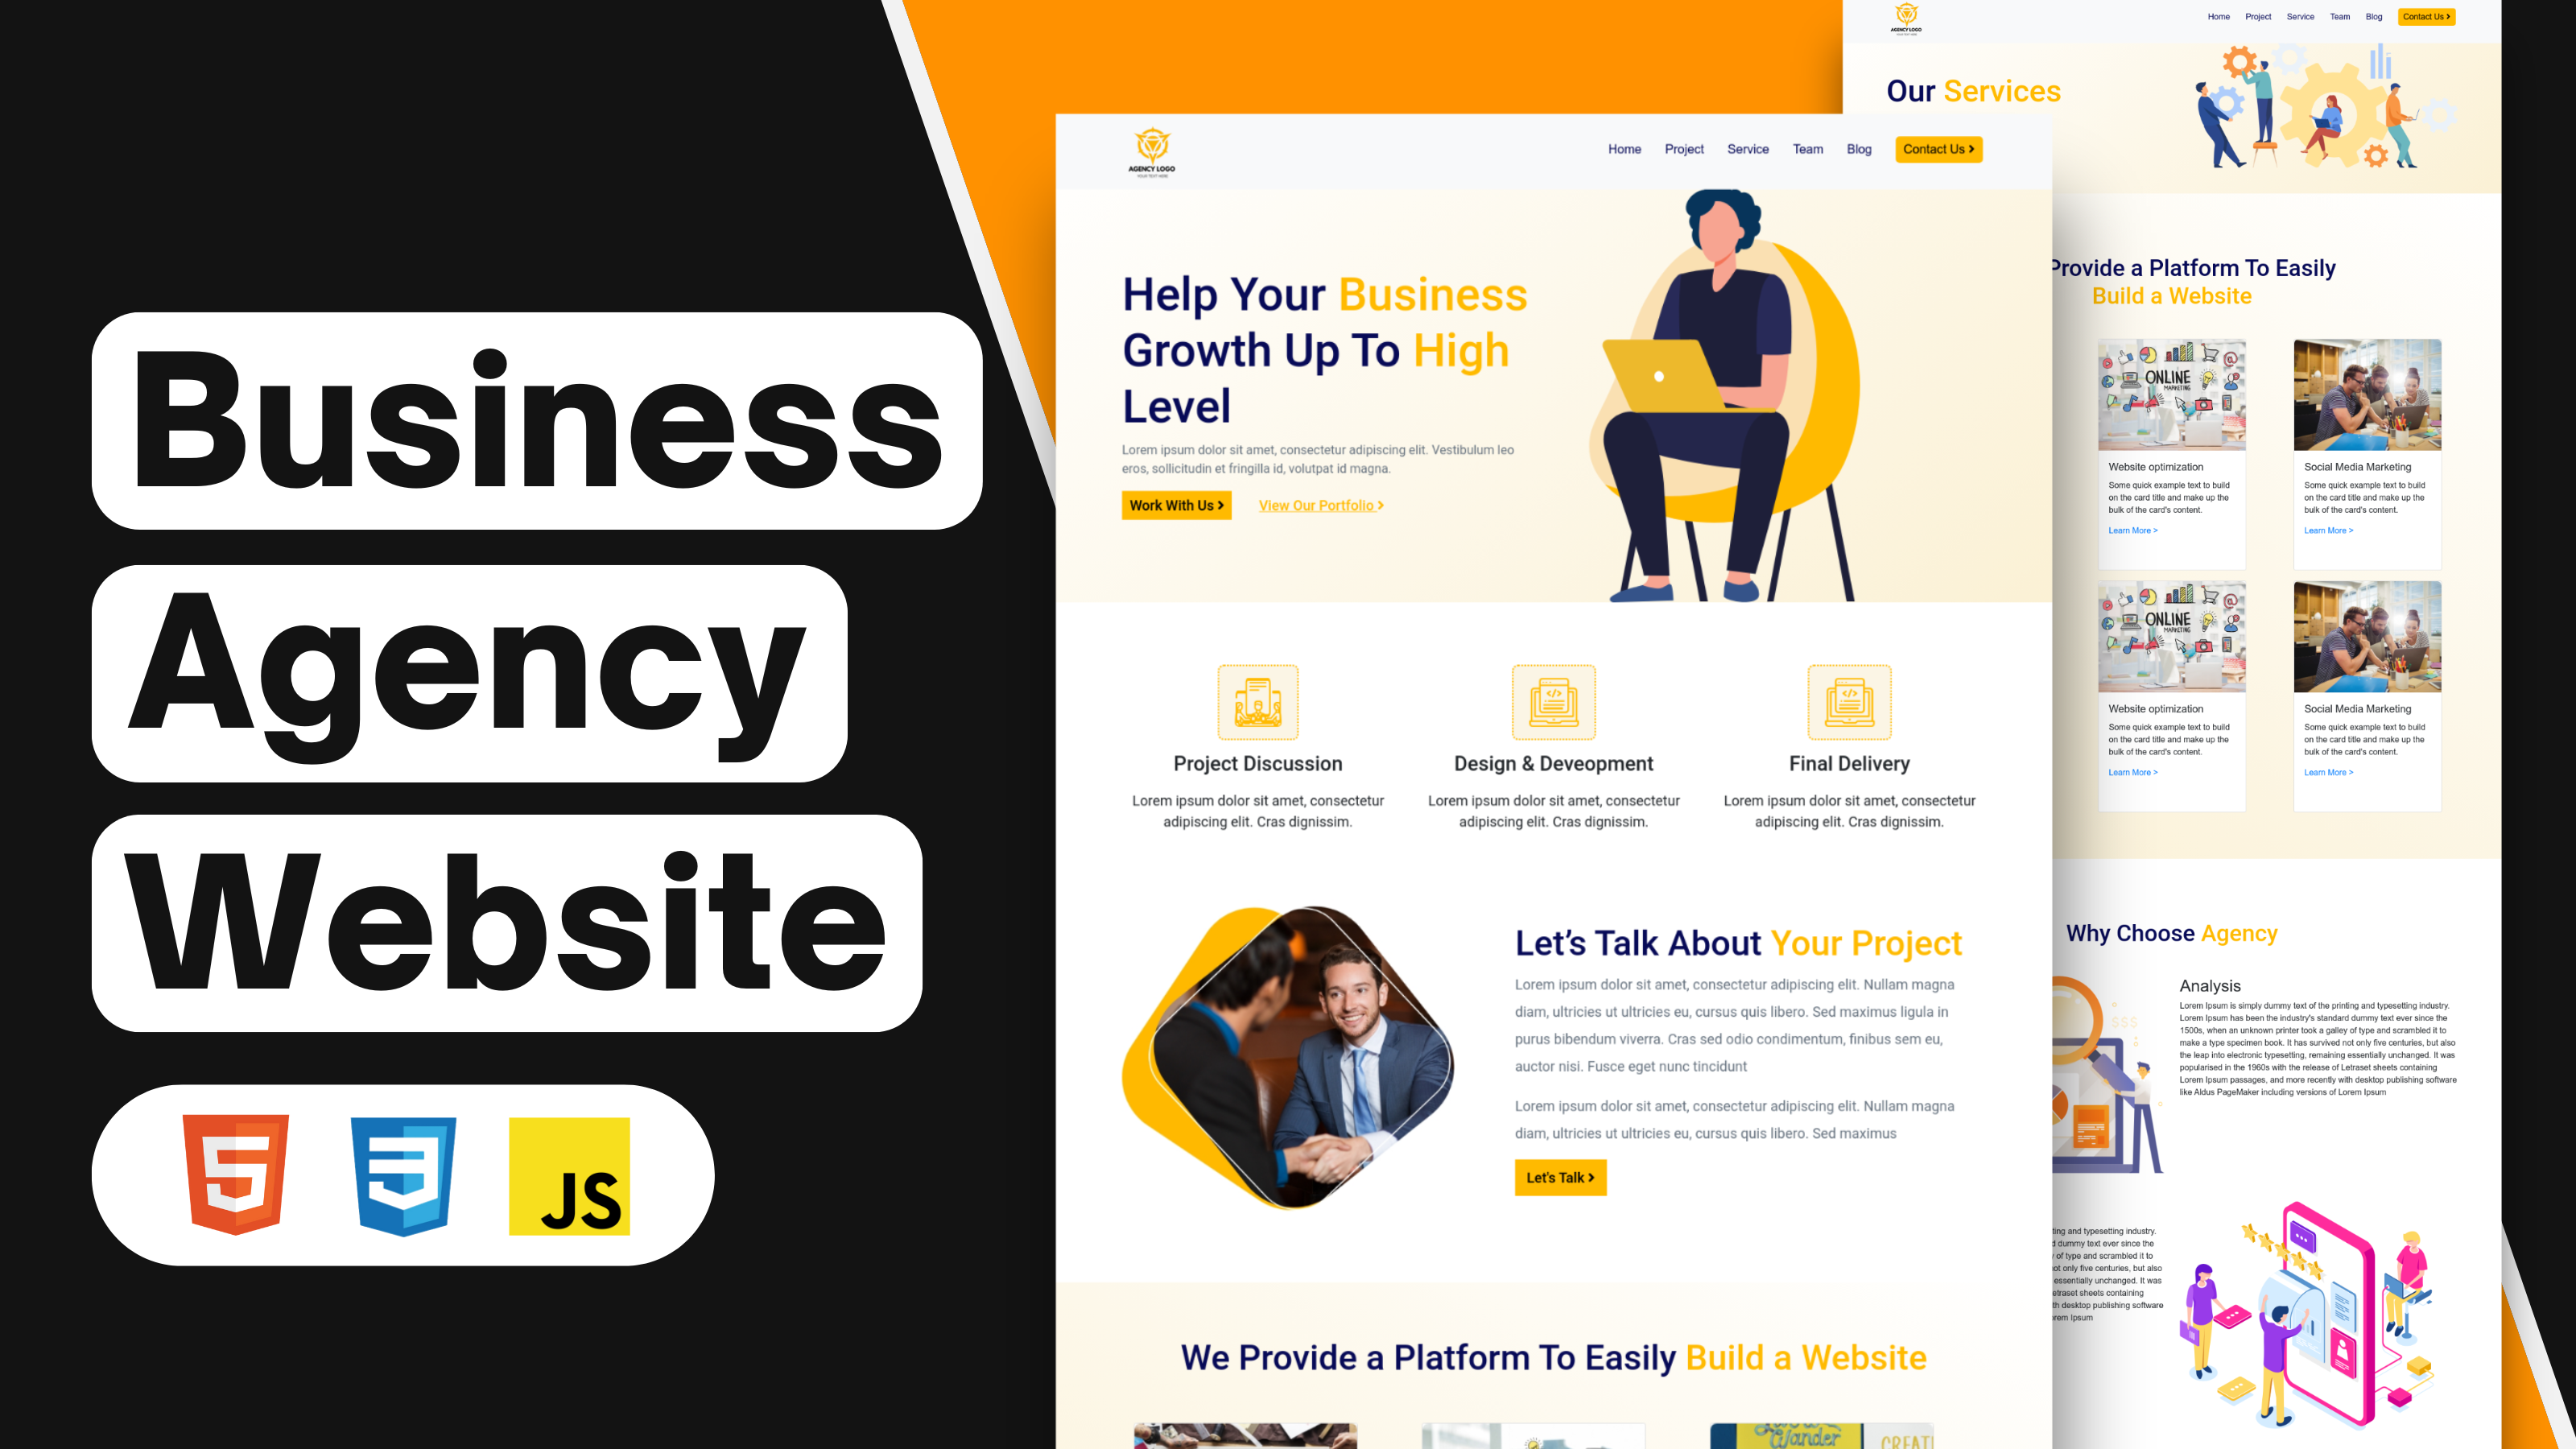 Business
Agency
Website
JS
AGENCY LOGO
YOUR TEXT HERE
Home Project Service Team Blog Contact Us
Help Your Business
Growth Up To High
Level
Lorem ipsum dolor sit amet, consectetur adipiscing elit. Vestibulum leo
eros, sollicitudin et fringilla id, volutpat id magna.
Work With Us View Our Portfolio
Project Discussion
Lorem ipsum dolor sit amet, consectetur
adipiscing elit. Cras dignissim.
Design & Deveopment
Lorem ipsum dolor sit amet, consectetur
adipiscing elit. Cras dignissim.
Final Delivery
Lorem ipsum dolor sit amet, consectetur
adipiscing elit. Cras dignissim.
Let's Talk About Your Project
Lorem ipsum dolor sit amet, consectetur adipiscing elit. Nullam magna
diam, ultricies ut ultricies eu, cursus quis libero. Sed maximus ligula in
purus bibendum viverra. Cras sed odio condimentum, finibus sem eu,
auctor nisi. Fusce eget nunc tincidunt
Lorem ipsum dolor sit amet, consectetur adipiscing elit. Nullam magna
diam, ultricies ut ultricies eu, cursus quis libero. Sed maximus
Let's Talk
We Provide a Platform To Easily Build a Website
Wander
AGENCY LOGO
Home Project Service Team Blog Contact Us
Our Services
Provide a Platform To Easily
Build a Website
ONLINE
MARKETING
Website optimization
Some quick example text to build
on the card title and make up the
bulk of the card's content.
Learn More >
Social Media Marketing
Some quick example text to build
on the card title and make up the
bulk of the card's content.
Learn More >
ONLINE
MARKETING
Website optimization
Some quick example text to build
on the card title and make up the
bulk of the card's content.
Learn More >
Social Media Marketing
Some quick example text to build
on the card title and make up the
bulk of the card's content.
Learn More >
Why Choose Agency
$$$
Analysis
Lorem Ipsum is simply dummy text of the printing and typesetting industry.
Lorem Ipsum has been the industry's standard dummy text ever since the
1500s, when an unknown printer took a galley of type and scrambled it to
make a type specimen book. It has survived not only five centuries, but also
the leap into electronic typesetting, remaining essentially unchanged. It was
popularised in the 1960s with the release of Letraset sheets containing
Lorem Ipsum passages, and more recently with desktop publishing software
like Aldus PageMaker including versions of Lorem Ipsum
and typesetting industry.
dummy text ever since the
of type and scrambled it to
only five centuries, but also
essentially unchanged. It was
sheets containing
desktop publishing software
Ipsum